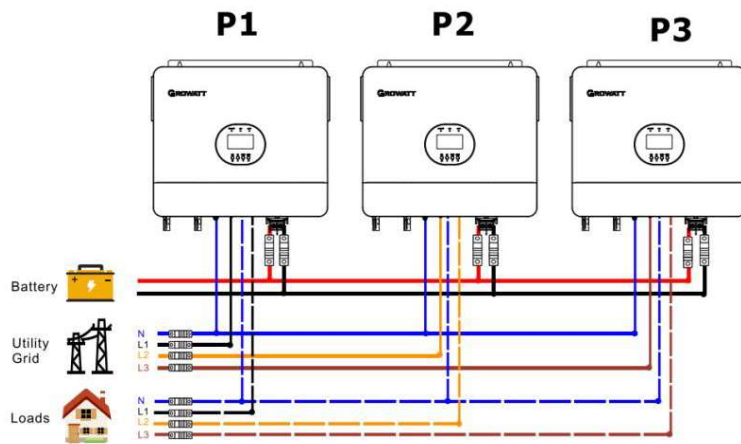 P1 P2 P3
GROWATT GROWATT GROWATT
Battery
+ -
N
L1
Utility
Grid
L2
L3
N
L1
Loads
L2
L3